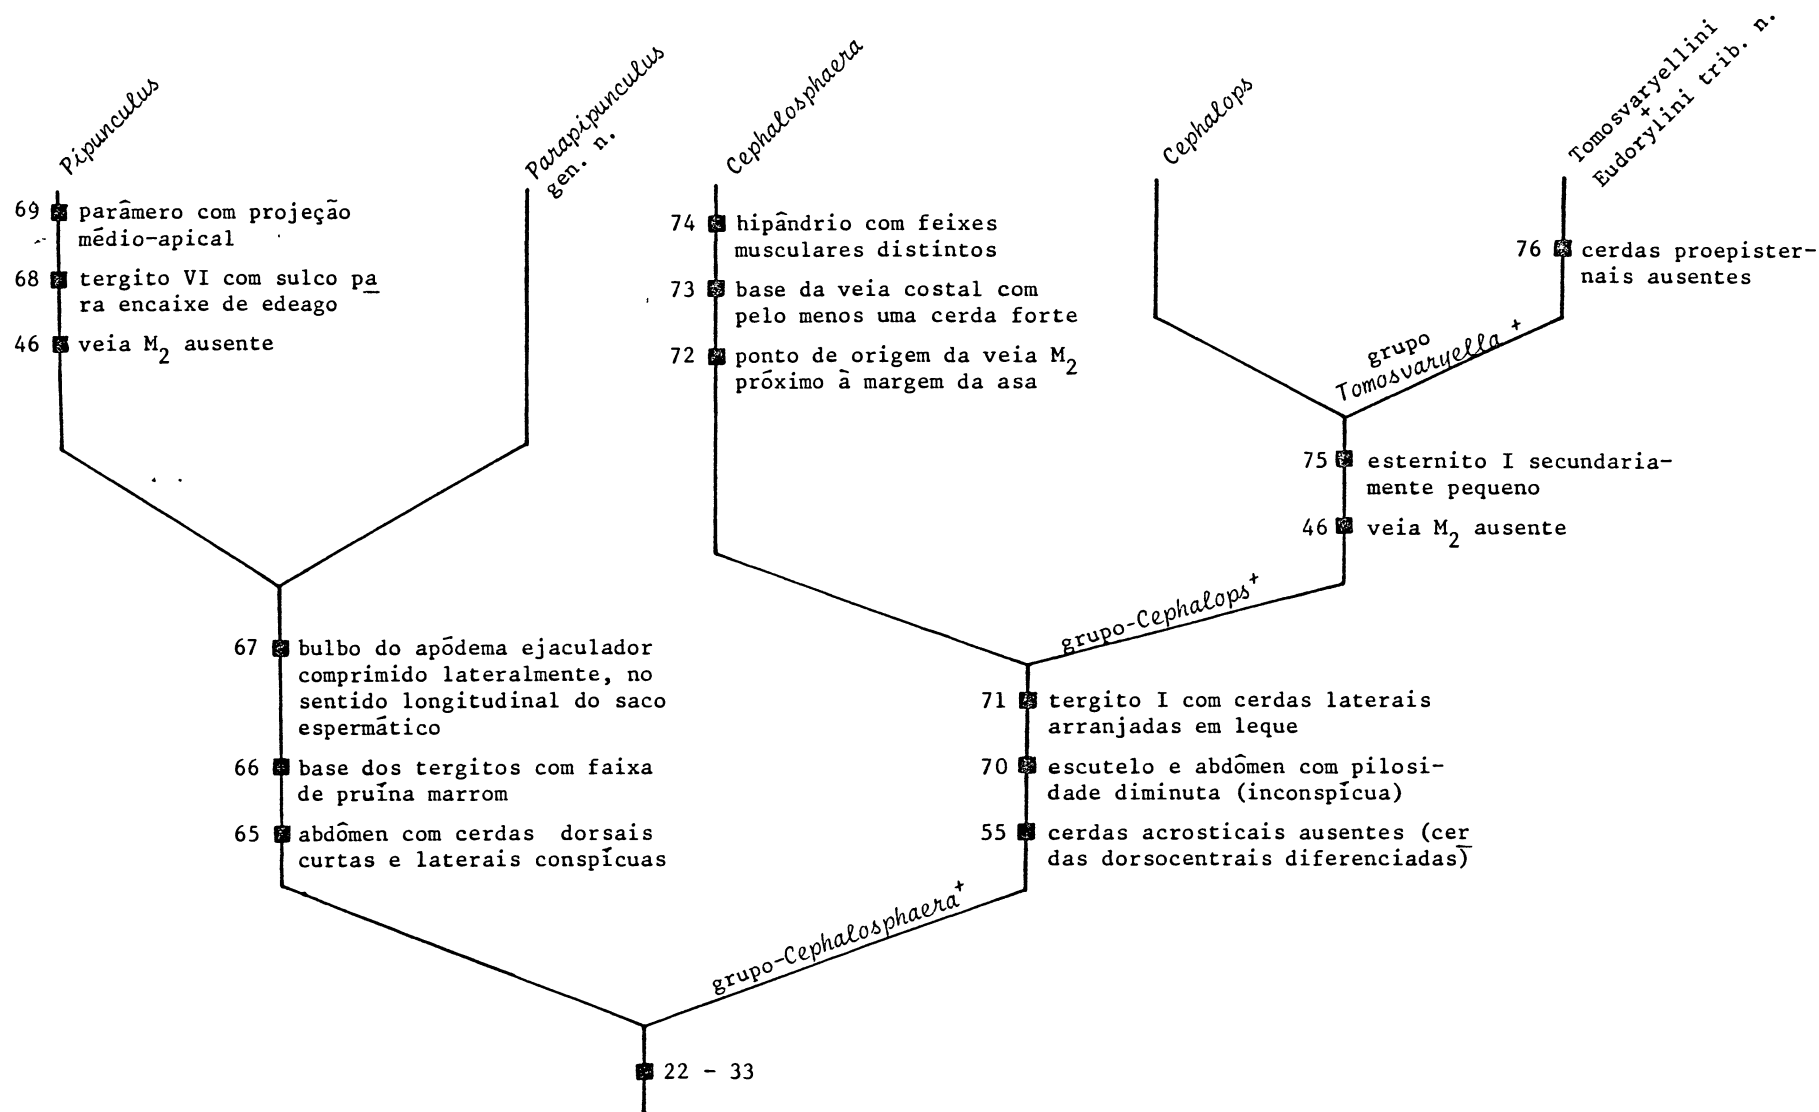 Pipunculus
Parapipunculus
gen. n.
Cephalosphaera
Cephalops
Tomosvaryellini
+
Eudorylini trib. n.
69 parâmero com projeção
médio-apical
68 tergito VI com sulco pa
ra encaixe de edeago
46 veia M2 ausente
74 hipândrio com feixes
musculares distintos
73 base da veia costal com
pelo menos uma cerda forte
72 ponto de origem da veia M2
próximo à margem da asa
76 cerdas proepister-
nais ausentes
grupo
Tomosvaryella +
75 esternito I secundaria-
mente pequeno
46 veia M2 ausente
grupo-Cephalops+
67 bulbo do apódema ejaculador
comprimido lateralmente, no
sentido longitudinal do saco
espermático
66 base dos tergitos com faixa
de pruína marrom
65 abdômen com cerdas dorsais
curtas e laterais conspícuas
71 tergito I com cerdas laterais
arranjadas em leque
70 escutelo e abdômen com pilosi-
dade diminuta (inconspícua)
55 cerdas acrosticais ausentes (cer
das dorsocentrais diferenciadas)
grupo-Cephalosphaera+
22 - 33